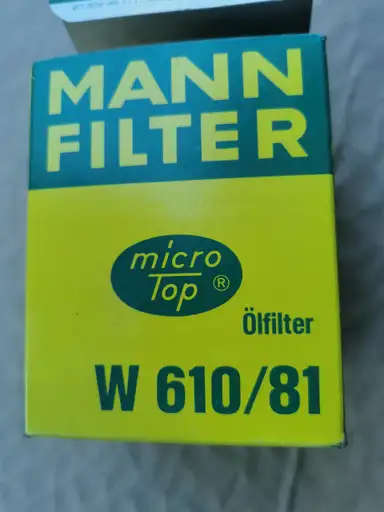 MANN
FILTER
micro
Top ®
Ölfilter
W 610/81